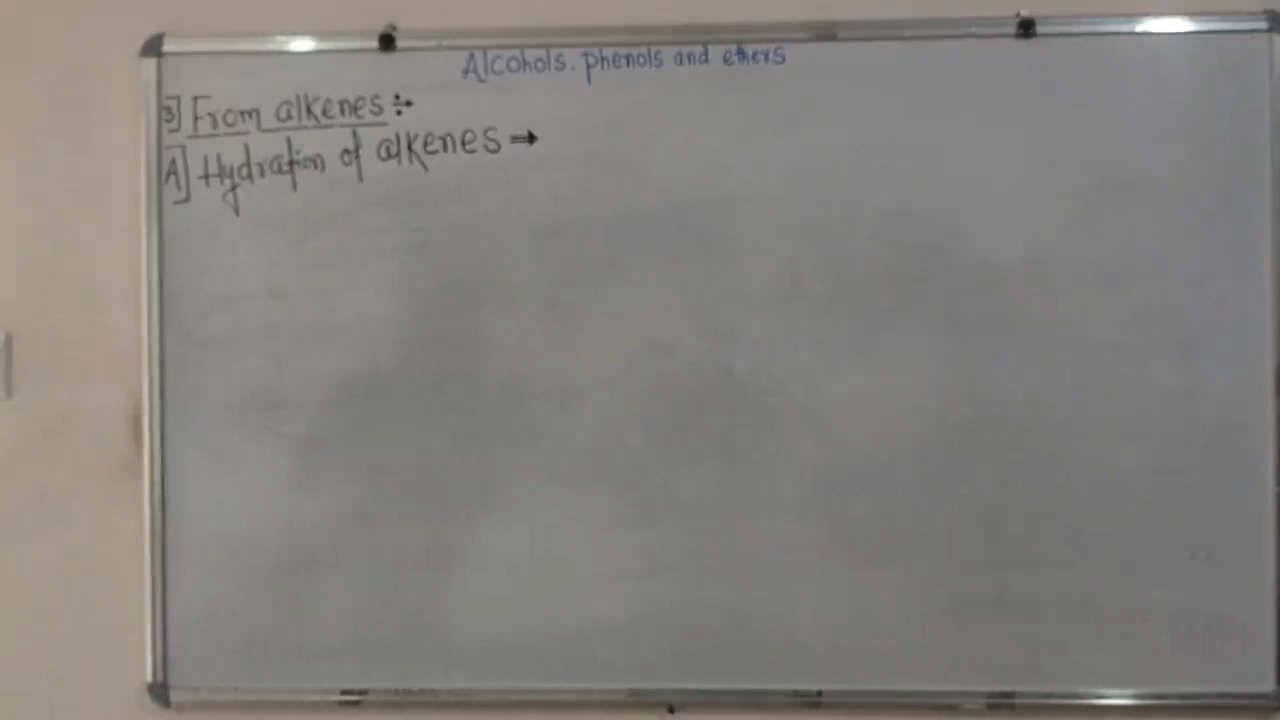 Alcohols. phenols and ethers
3] From alkenes ÷
A] Hydration of alkenes →